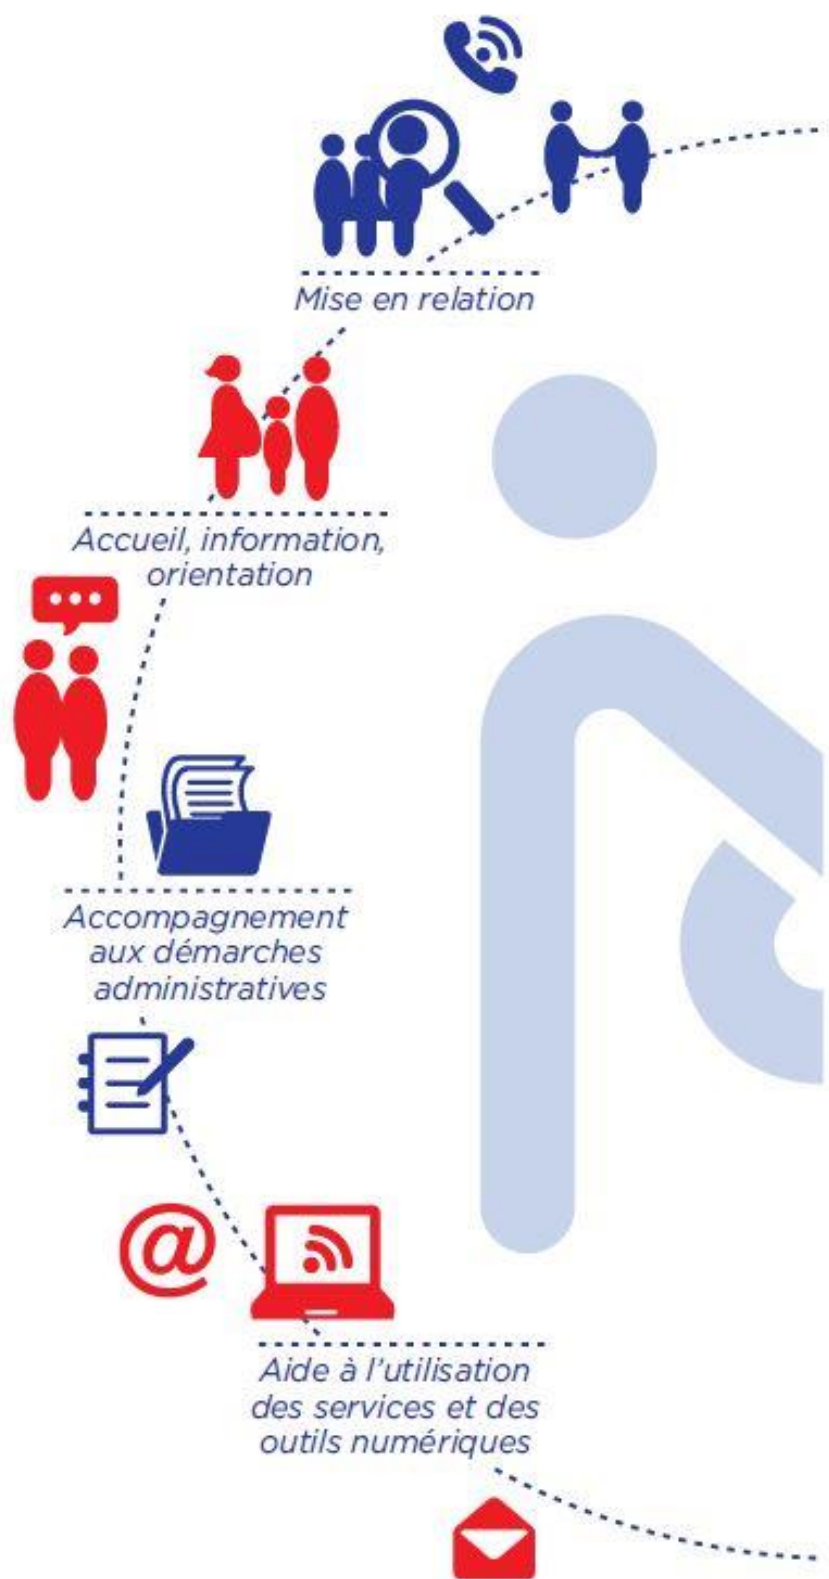 Mise en relation
Accueil, information,
orientation
Accompagnement
aux démarches
administratives
@
Aide à l'utilisation
des services et des
outils numériques